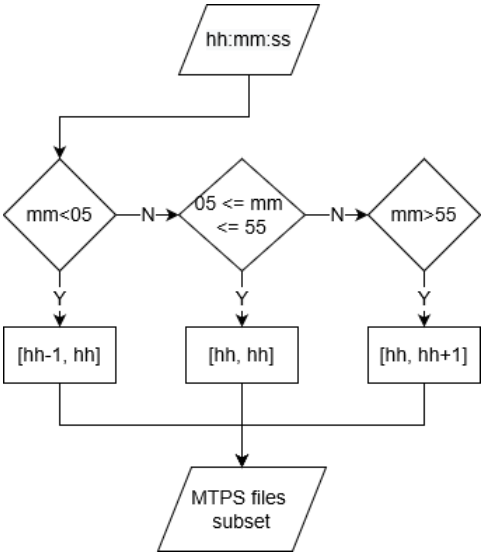 hh:mm:ss
mm<05
N
05 <= mm
<= 55
N
mm>55
Y
Y
Y
[hh-1, hh]
[hh, hh]
[hh, hh+1]
MTPS files
subset